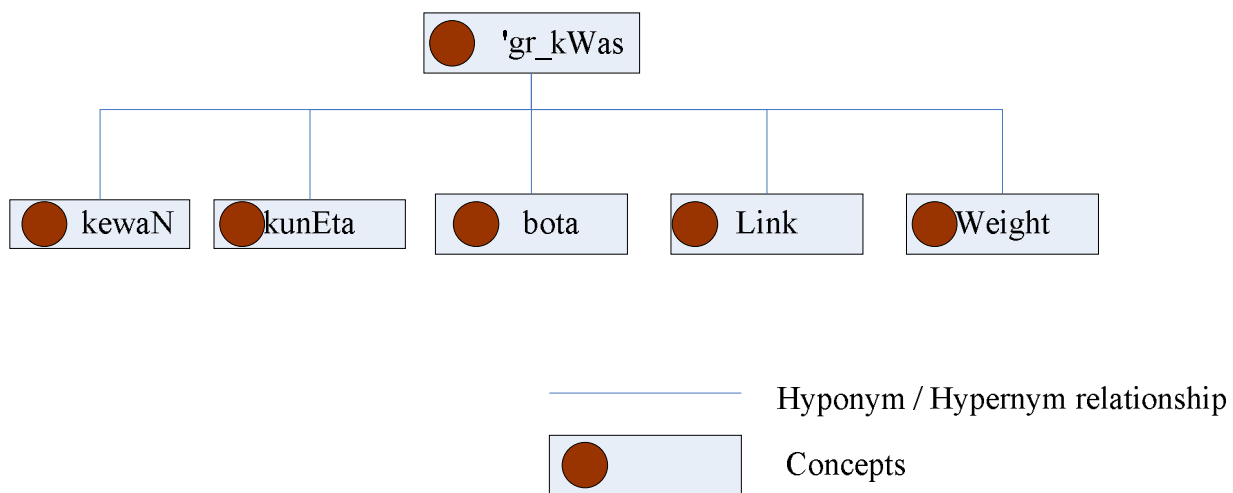 'gr_kWas
kewaN
kunEta
bota
Link
Weight
Hyponym / Hypernym relationship
Concepts